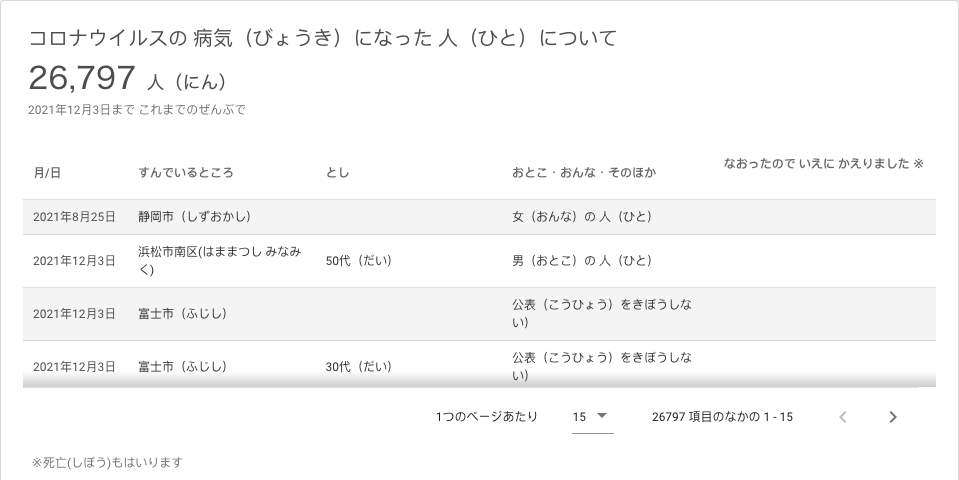 コロナウイルスの 病気（びょうき）になった 人（ひと）について
26,797 人（にん）
2021年12月3日まで これまでのぜんぶで
月/日 すんでいるところ とし おとこ・おんな・そのほか なおったので いえに かえりました ※
2021年8月25日 静岡市（しずおかし） 女（おんな）の 人（ひと）
2021年12月3日 浜松市南区(はままつし みなみ
く) 50代（だい） 男（おとこ）の 人（ひと）
2021年12月3日 富士市（ふじし） 公表（こうひょう）をきぼうしな
い）
2021年12月3日 富士市（ふじし） 30代（だい） 公表（こうひょう）をきぼうしな
い）
1つのページあたり 15 26797 項目のなかの 1 - 15
※死亡(しぼう)もはいります